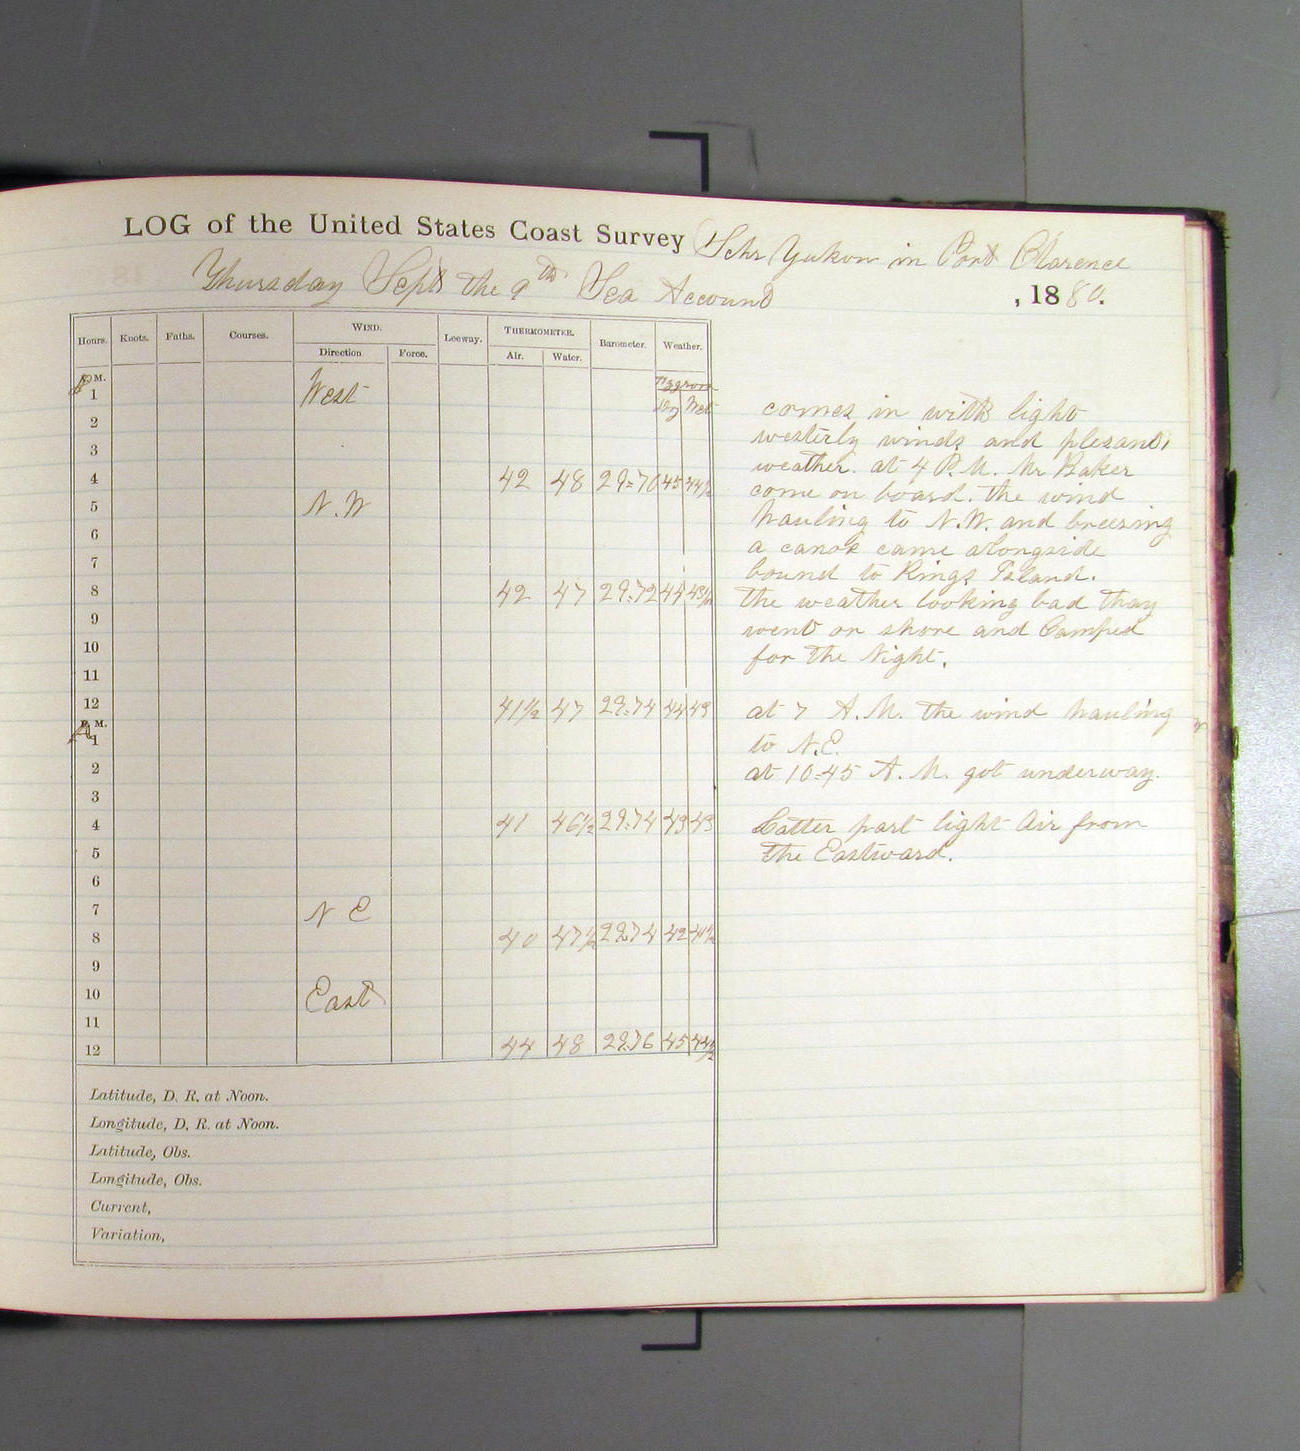 LOG of the United States Coast Survey Schr Yukon in Port Clarence
Thursday Sept the 9th Sea Account , 1880.
Hours. Knots. Faths. Courses. WIND. Leeway. THERMOMETER. Barometer. Weather.
Direction Force. Air. Water.
P.M.
1 West Dry Wet
2
3
4 42 48 29.70 45 44½
5 N.W
6
7
8 42 47 29.72 44 43½
9
10
11
12 41½ 47 29.74 44 43
A.M.
1
2
3
4 41 46½ 29.74 43 43
5
6
7 N E
8 40 47½ 29.74 42 41½
9
10 East
11
12 44 48 29.76 45 44½
Latitude, D. R. at Noon.
Longitude, D. R. at Noon.
Latitude, Obs.
Longitude, Obs.
Current,
Variation,
comes in with light
westerly winds and plesant
weather. at 4 P.M. Mr Baker
come on board. the wind
hauling to N.W. and breezing
a canoe came alongside
bound to Kings Island.
the weather looking bad thay
went on shore and Camped
for the Night.
at 7 A.M. the wind hauling
to N.E.
at 10-45 A.M. got underway.
Latter part light Air from
the Eastward.